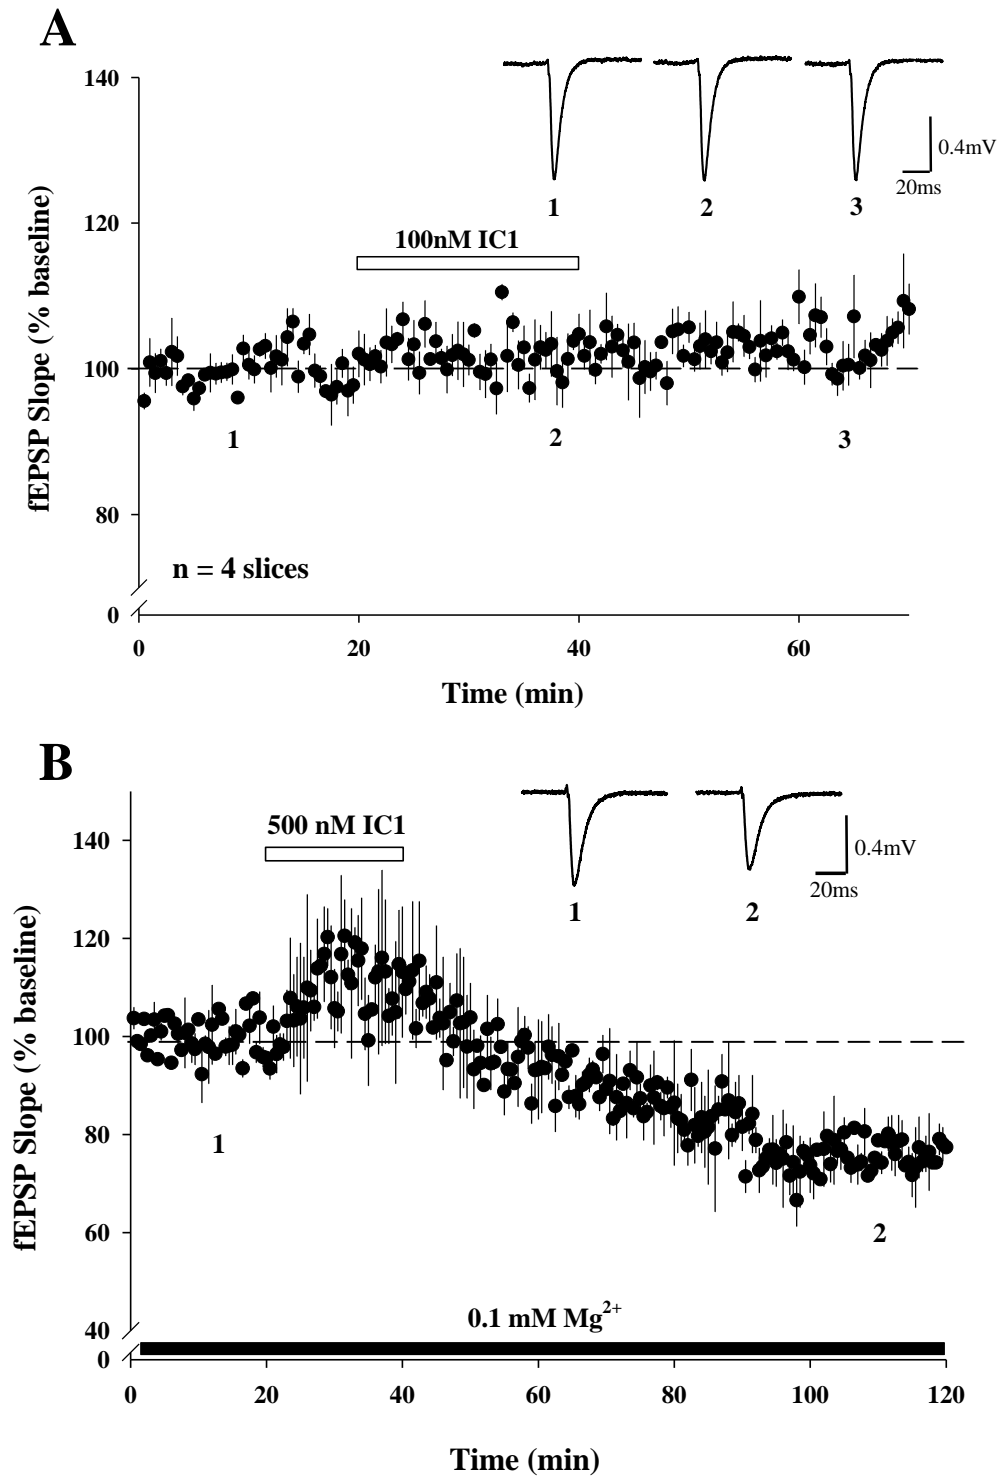 A
140
120
100
80
0
fEPSP Slope (% baseline)
100nM IC1
1 2 3
0.4mV
20ms
1 2 3
n = 4 slices
0 20 40 60
Time (min)
B
140
120
100
80
60
40
0
fEPSP Slope (% baseline)
500 nM IC1
1 2
0.4mV
20ms
1
2
0.1 mM Mg²⁺
0 20 40 60 80 100 120
Time (min)